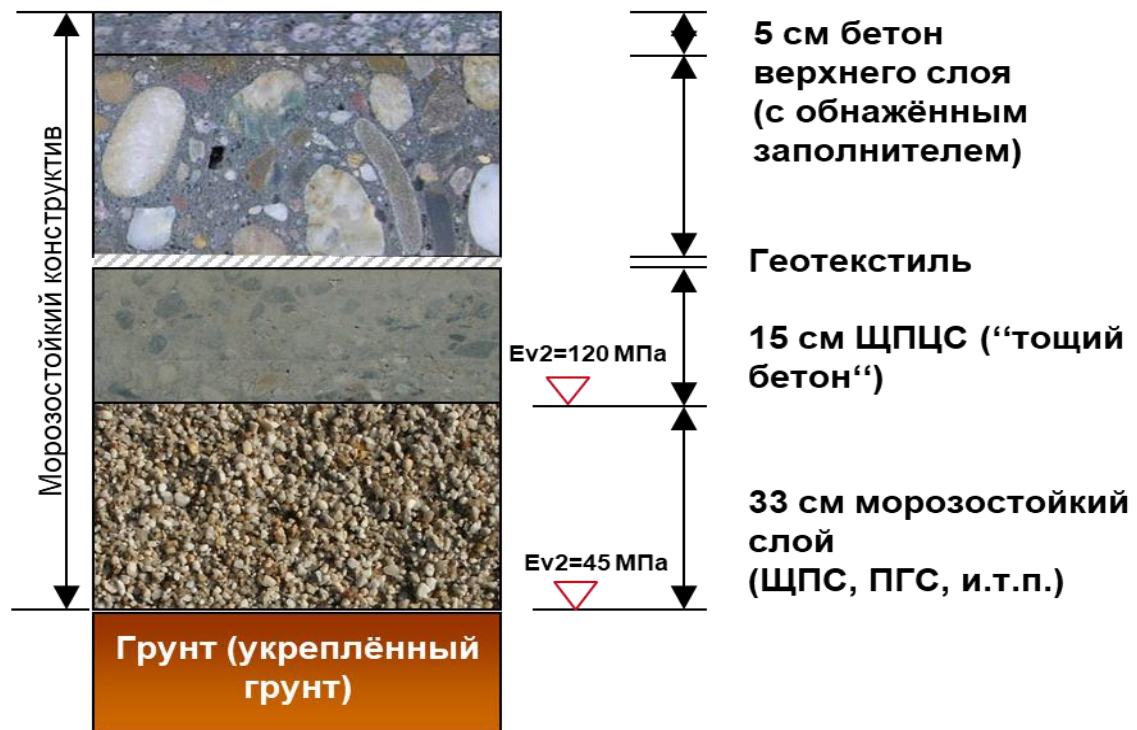 Морозостойкий конструктив
5 см бетон
верхнего слоя
(с обнажённым
заполнителем)
Геотекстиль
15 см ЩПЦС (“тощий
бетон“)
Ev2=120 МПа
33 см морозостойкий
слой
(ЩПС, ПГС, и.т.п.)
Ev2=45 МПа
Грунт (укреплённый
грунт)